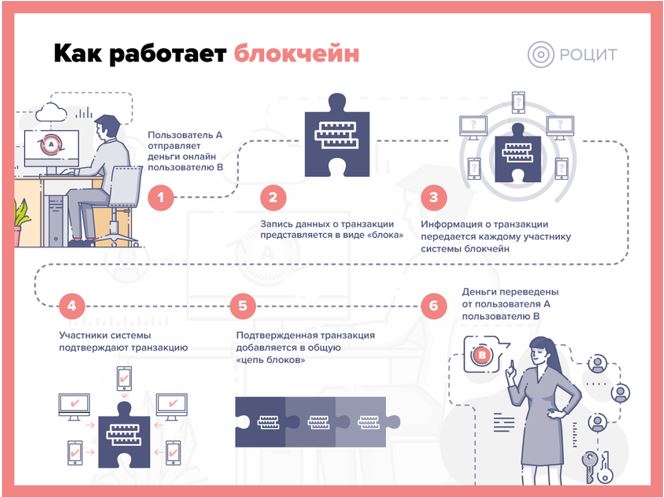 Как работает блокчейн
РОЦИТ
Пользователь А
отправляет
деньги онлайн
пользователю В
1
2
Запись данных о транзакции
представляется в виде «блока»
3
Информация о транзакции
передается каждому участнику
системы блокчейн
А
?
?
?
?
?
4
Участники системы
подтверждают транзакцию
5
Подтвержденная транзакция
добавляется в общую
«цепь блоков»
6
Деньги переведены
от пользователя А
пользователю В
В